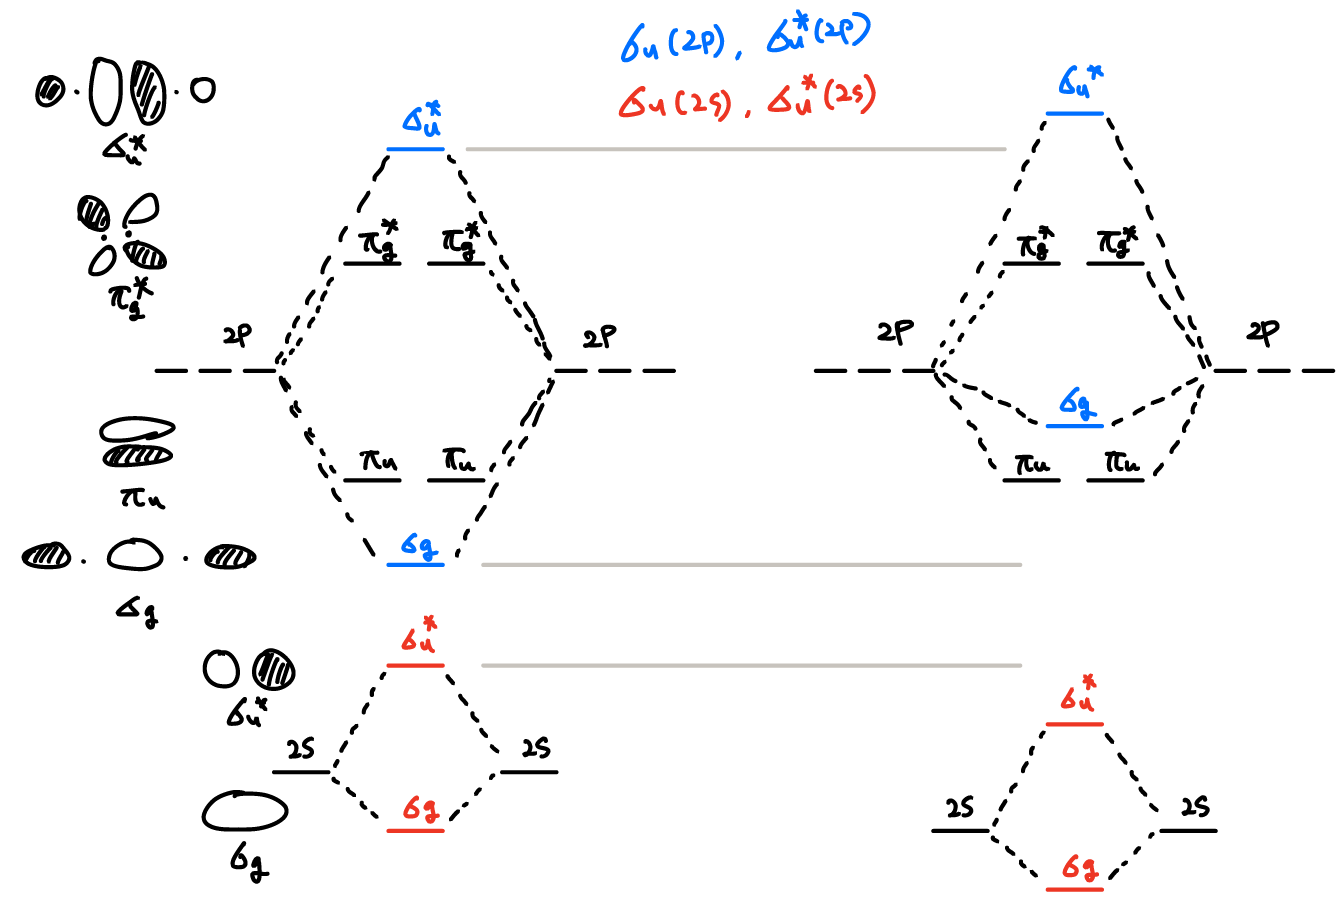 σu(2p), σu*(2p)
σu(2s), σu*(2s)
σu*
πg*
πu
σg
σu*
σg
σu*
πg* πg*
2p 2p
πu πu
σg
σu*
2s 2s
σg
σu*
πg* πg*
2p 2p
σg
πu πu
σu*
2s 2s
σg